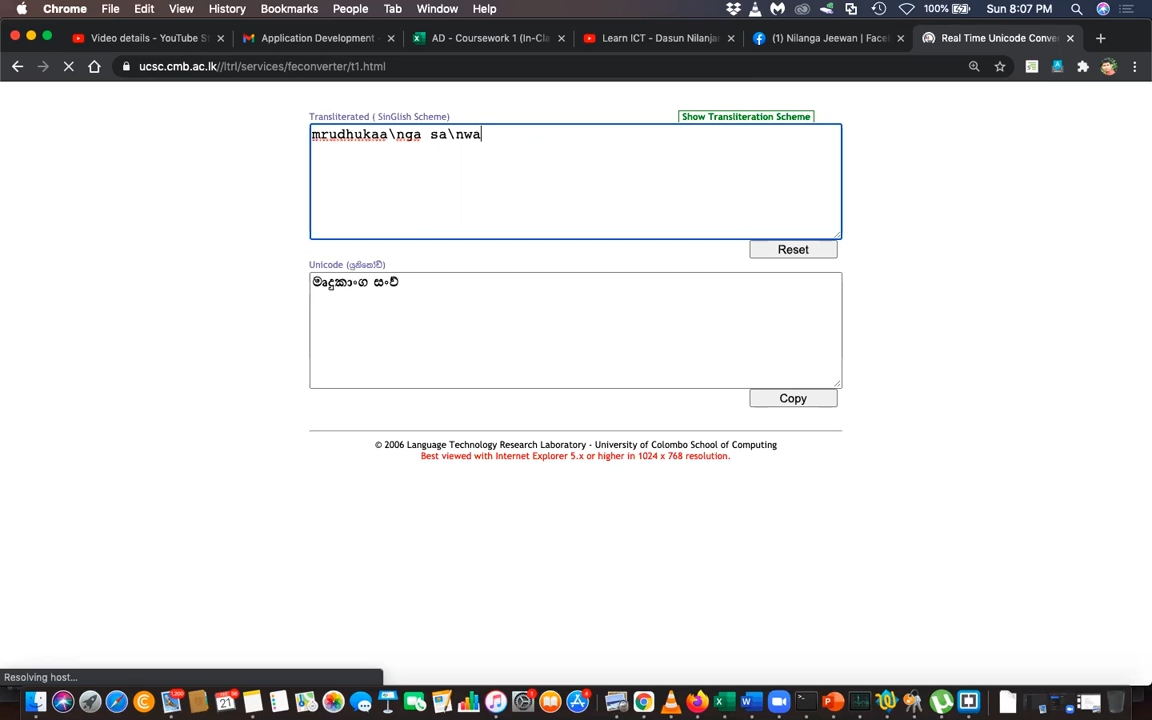 Chrome File Edit View History Bookmarks People Tab Window Help 100% Sun 8:07 PM
Video details - YouTube S
Application Development -
AD - Coursework 1 (In-Cla
Learn ICT - Dasun Nilanja
(1) Nilanga Jeewan | Face
Real Time Unicode Conve
ucsc.cmb.ac.lk//ltrl/services/feconverter/t1.html
Transliterated ( SinGlish Scheme)
Show Transliteration Scheme
mrudhukaa\nga sa\nwa
Reset
Unicode (යුනිකෝඩ්)
මෘදුකාංග සංව්
Copy
© 2006 Language Technology Research Laboratory - University of Colombo School of Computing
Best viewed with Internet Explorer 5.x or higher in 1024 x 768 resolution.
Resolving host...